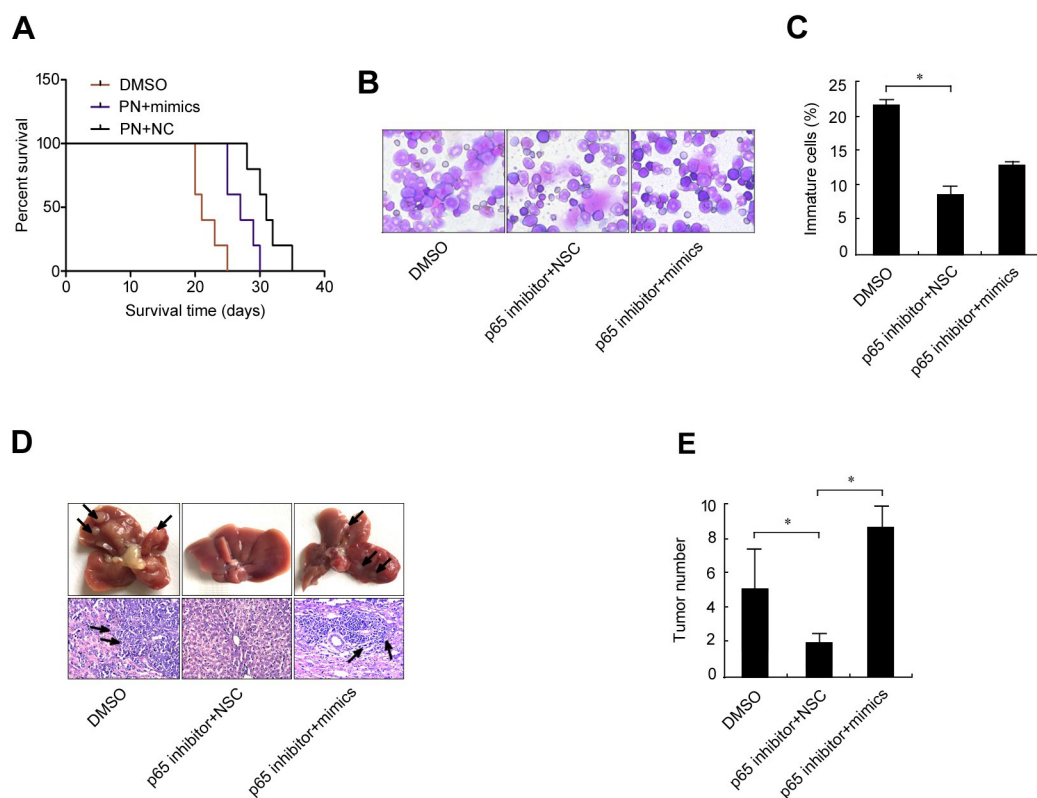 A
150
DMSO
PN+mimics
PN+NC
100
50
0
Percent survival
0 10 20 30 40
Survival time (days)
B
DMSO
p65 inhibitor+NSC
p65 inhibitor+mimics
C
25
20
15
10
5
0
Immature cells (%)
*
DMSO
p65 inhibitor+NSC
p65 inhibitor+mimics
D
DMSO
p65 inhibitor+NSC
p65 inhibitor+mimics
E
10
8
6
4
2
0
Tumor number
*
*
DMSO
p65 inhibitor+NSC
p65 inhibitor+mimics